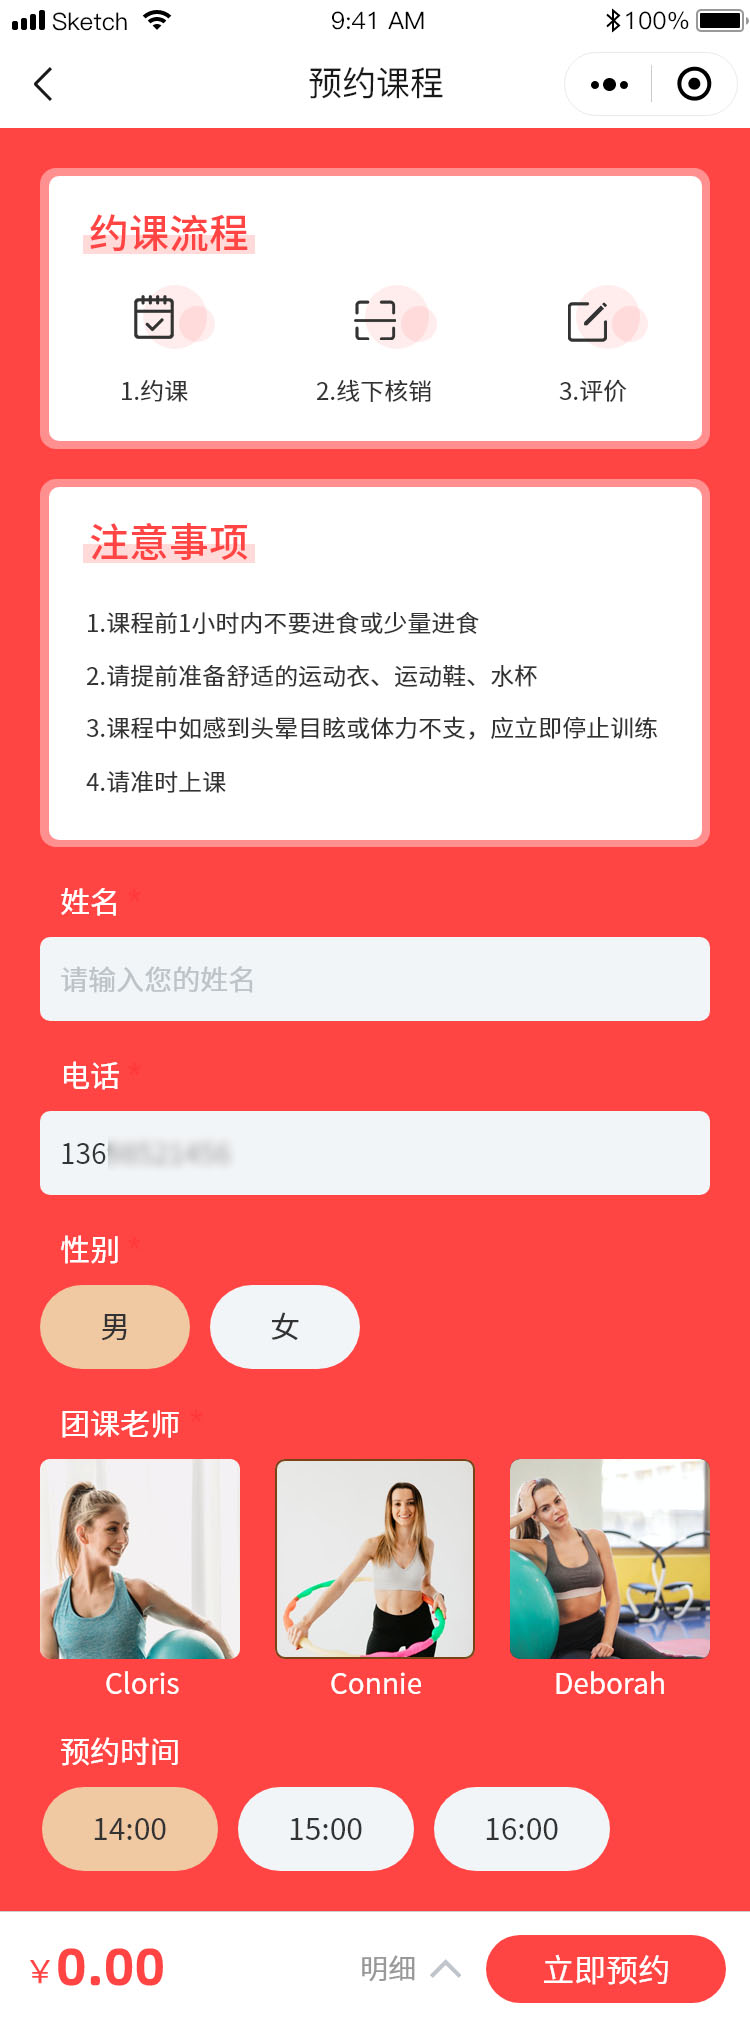 Sketch 9:41 AM 100%
预约课程
约课流程
1.约课 2.线下核销 3.评价
注意事项
1.课程前1小时内不要进食或少量进食
2.请提前准备舒适的运动衣、运动鞋、水杯
3.课程中如感到头晕目眩或体力不支，应立即停止训练
4.请准时上课
姓名 *
请输入您的姓名
电话 *
136
性别 *
男 女
团课老师 *
Cloris Connie Deborah
预约时间
14:00 15:00 16:00
¥0.00 明细 立即预约